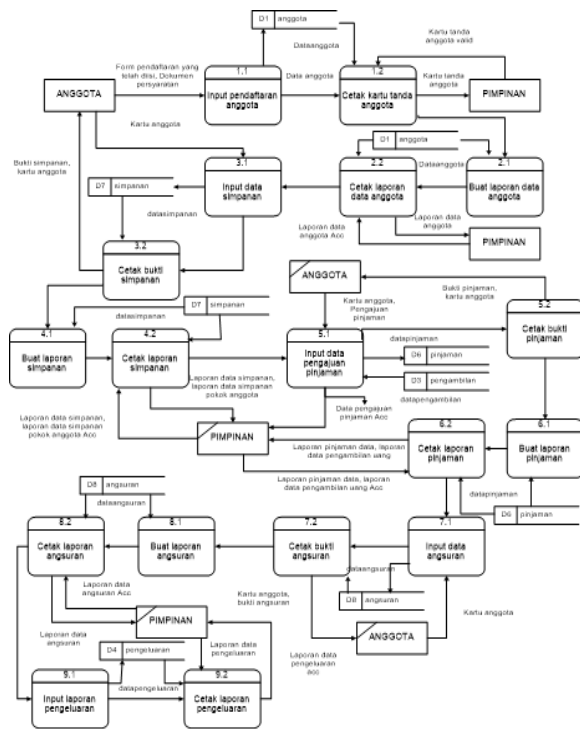 D1 anggota
Dataanggota
Kartu tanda
anggota valid
Form pendaftaran yang
telah diisi, Dokumen
persyaratan
1.1
Input pendaftaran
anggota
Data anggota
1.2
Cetak kartu tanda
anggota
Kartu tanda
anggota
PIMPINAN
ANGGOTA
Kartu anggota
D1 anggota
Dataanggota
Bukti simpanan,
kartu anggota
3.1
Input data
simpanan
2.2
Cetak laporan
data anggota
2.1
Buat laporan data
anggota
D7 simpanan
datasimpanan
Laporan data
anggota Acc
Laporan data
anggota
PIMPINAN
3.2
Cetak bukti
simpanan
ANGGOTA
Bukti pinjaman,
kartu anggota
Kartu anggota,
Pengajuan
pinjaman
D7 simpanan
datasimpanan
5.2
Cetak bukti
pinjaman
4.1
Buat laporan
simpanan
4.2
Cetak laporan
simpanan
5.1
Input data
pengajuan
pinjaman
datapinjaman
D6 pinjaman
D3 pengambilan
datapengambilan
Laporan data simpanan,
laporan data simpanan
pokok anggota
Data pengajuan
pinjaman Acc
Laporan data simpanan,
laporan data simpanan
pokok anggota Acc
PIMPINAN
Laporan pinjaman data, laporan
data pengambilan uang
6.2
Cetak laporan
pinjaman
6.1
Buat laporan
pinjaman
Laporan pinjaman data, laporan
data pengambilan uang Acc
datapinjaman
D6 pinjaman
D8 angsuran
dataangsuran
8.2
Cetak laporan
angsuran
8.1
Buat laporan
angsuran
7.2
Cetak bukti
angsuran
7.1
Input data
angsuran
dataangsuran
D8 angsuran
Laporan data
angsuran Acc
Kartu anggota,
bukti angsuran
Kartu anggota
PIMPINAN
ANGGOTA
Laporan data
angsuran
Laporan data
pengeluaran
Laporan data
pengeluaran
acc
D4 pengeluaran
datapengeluaran
9.1
Input laporan
pengeluaran
9.2
Cetak laporan
pengeluaran